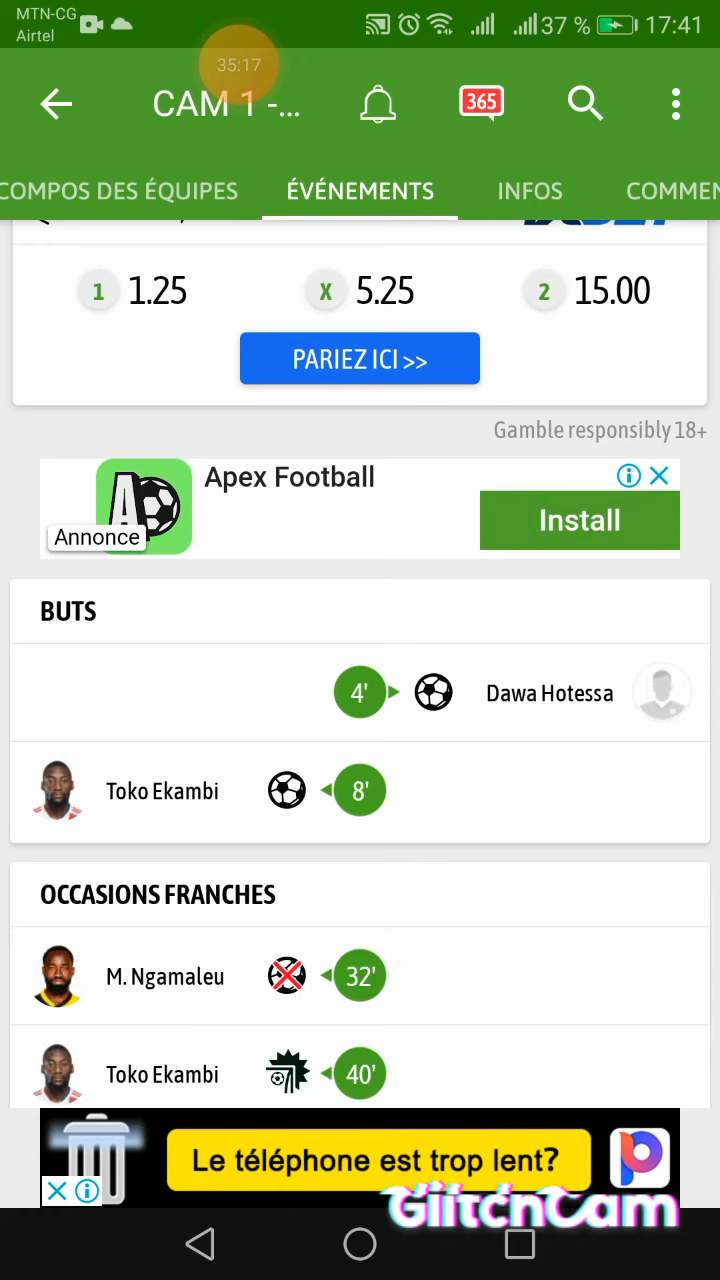 MTN-CG
Airtel
37 % 17:41
35:17
CAM 1 -...
365
COMPOS DES ÉQUIPES ÉVÉNEMENTS INFOS COMMEN
1 1.25 X 5.25 2 15.00
PARIEZ ICI >>
Gamble responsibly 18+
Apex Football
Annonce
Install
BUTS
4' Dawa Hotessa
Toko Ekambi 8'
OCCASIONS FRANCHES
M. Ngamaleu 32'
Toko Ekambi 40'
Le téléphone est trop lent?
GlitchCam